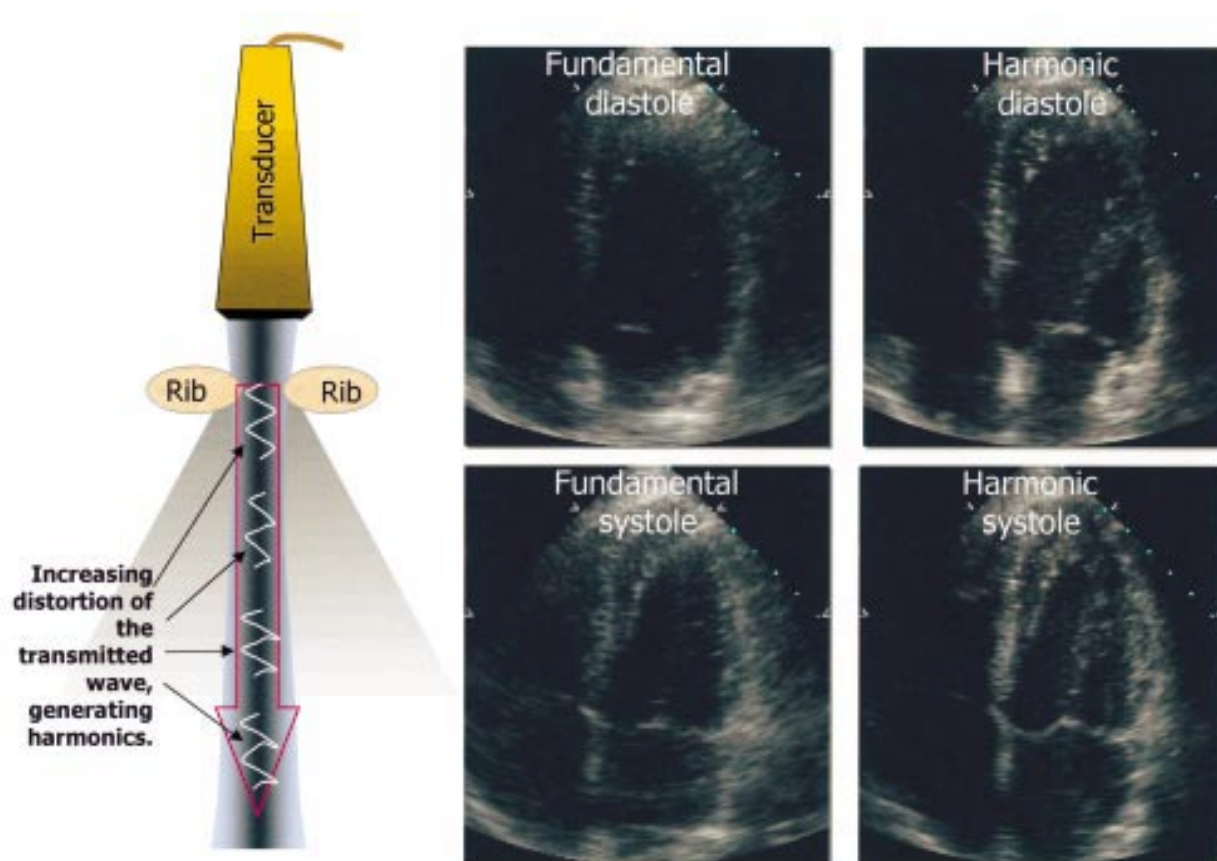 Transducer
Rib
Rib
Increasing
distortion of
the
transmitted
wave,
generating
harmonics.
Fundamental
diastole
Harmonic
diastole
Fundamental
systole
Harmonic
systole